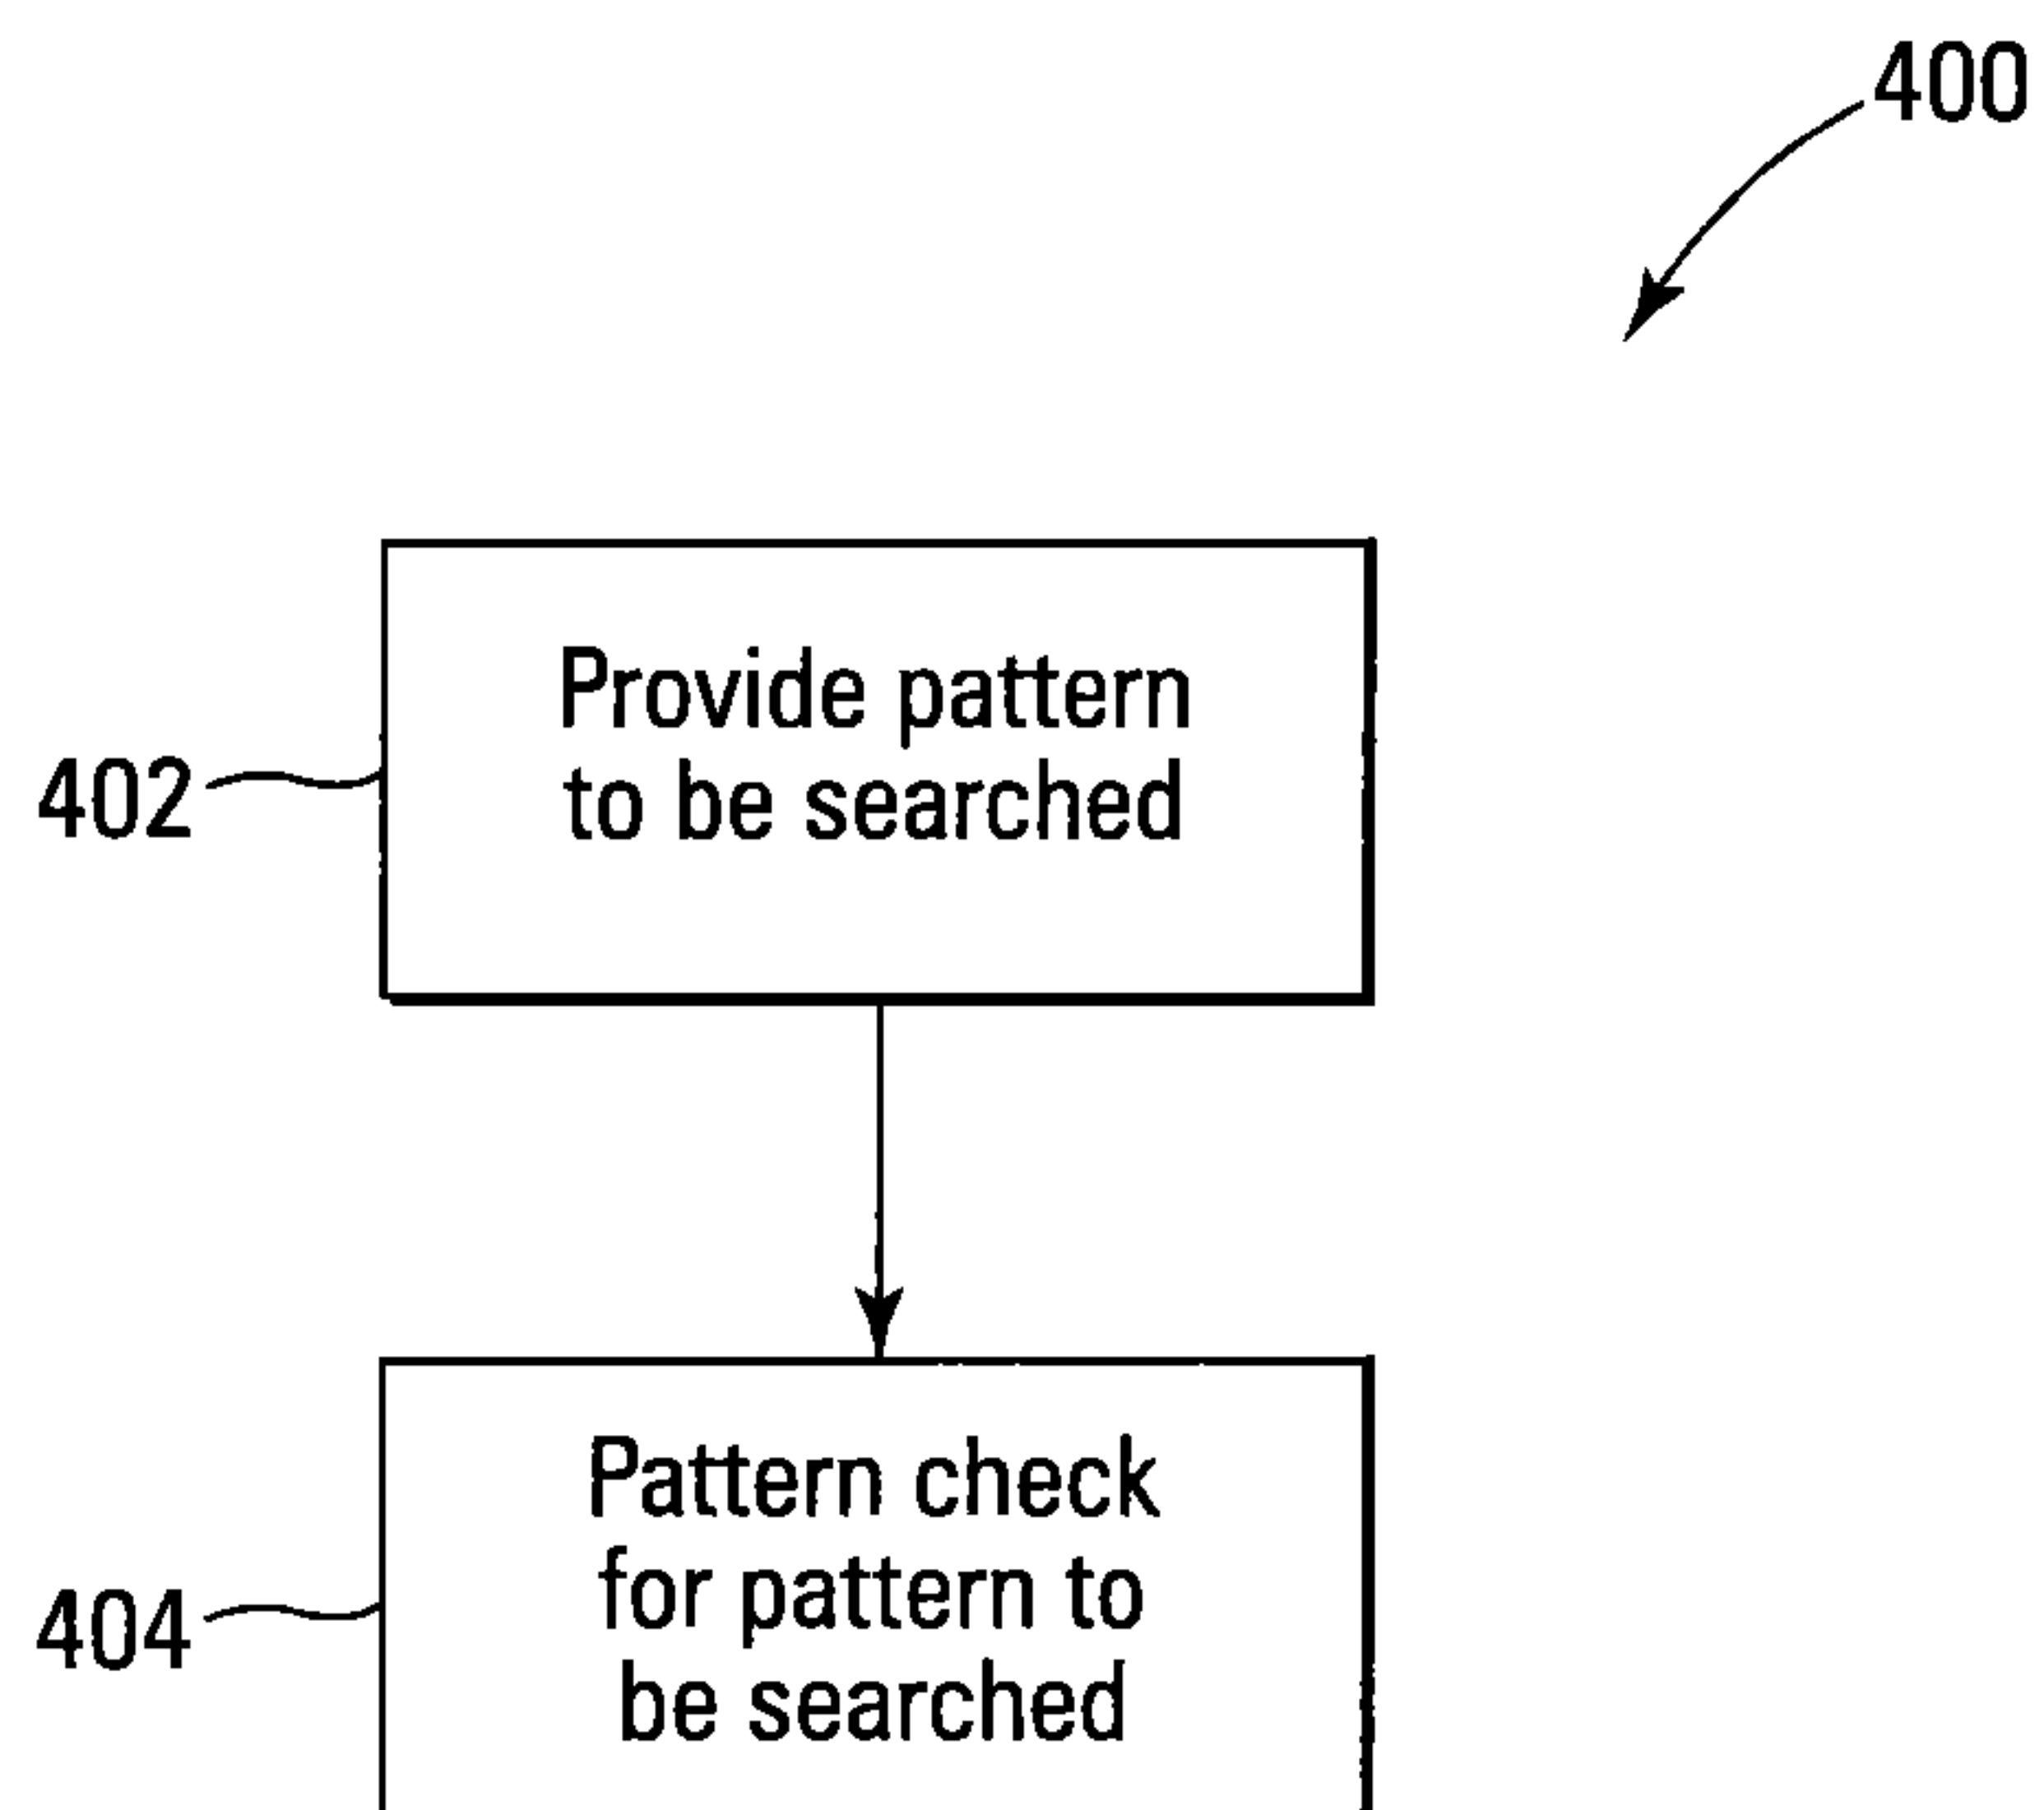 400
Provide pattern
to be searched
402
Pattern check
for pattern to
be searched
404